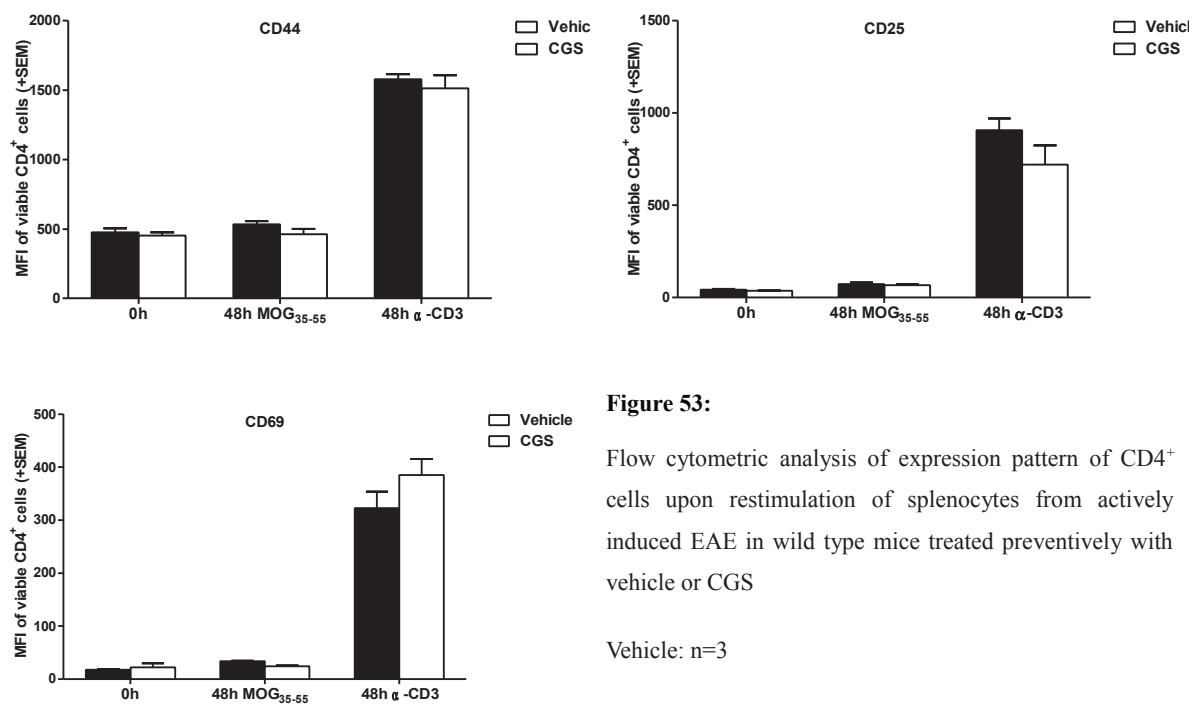 CD44
Vehic
CGS
MFI of viable CD4⁺ cells (+SEM)
2000
1500
1000
500
0
0h
48h MOG₃₅₋₅₅
48h α -CD3
CD25
Vehicl
CGS
MFI of viable CD4⁺ cells (+SEM)
1500
1000
500
0
0h
48h MOG₃₅₋₅₅
48h α-CD3
CD69
Vehicle
CGS
MFI of viable CD4⁺ cells (+SEM)
500
400
300
200
100
0
0h
48h MOG₃₅₋₅₅
48h α -CD3
Figure 53:
Flow cytometric analysis of expression pattern of CD4⁺
cells upon restimulation of splenocytes from actively
induced EAE in wild type mice treated preventively with
vehicle or CGS
Vehicle: n=3